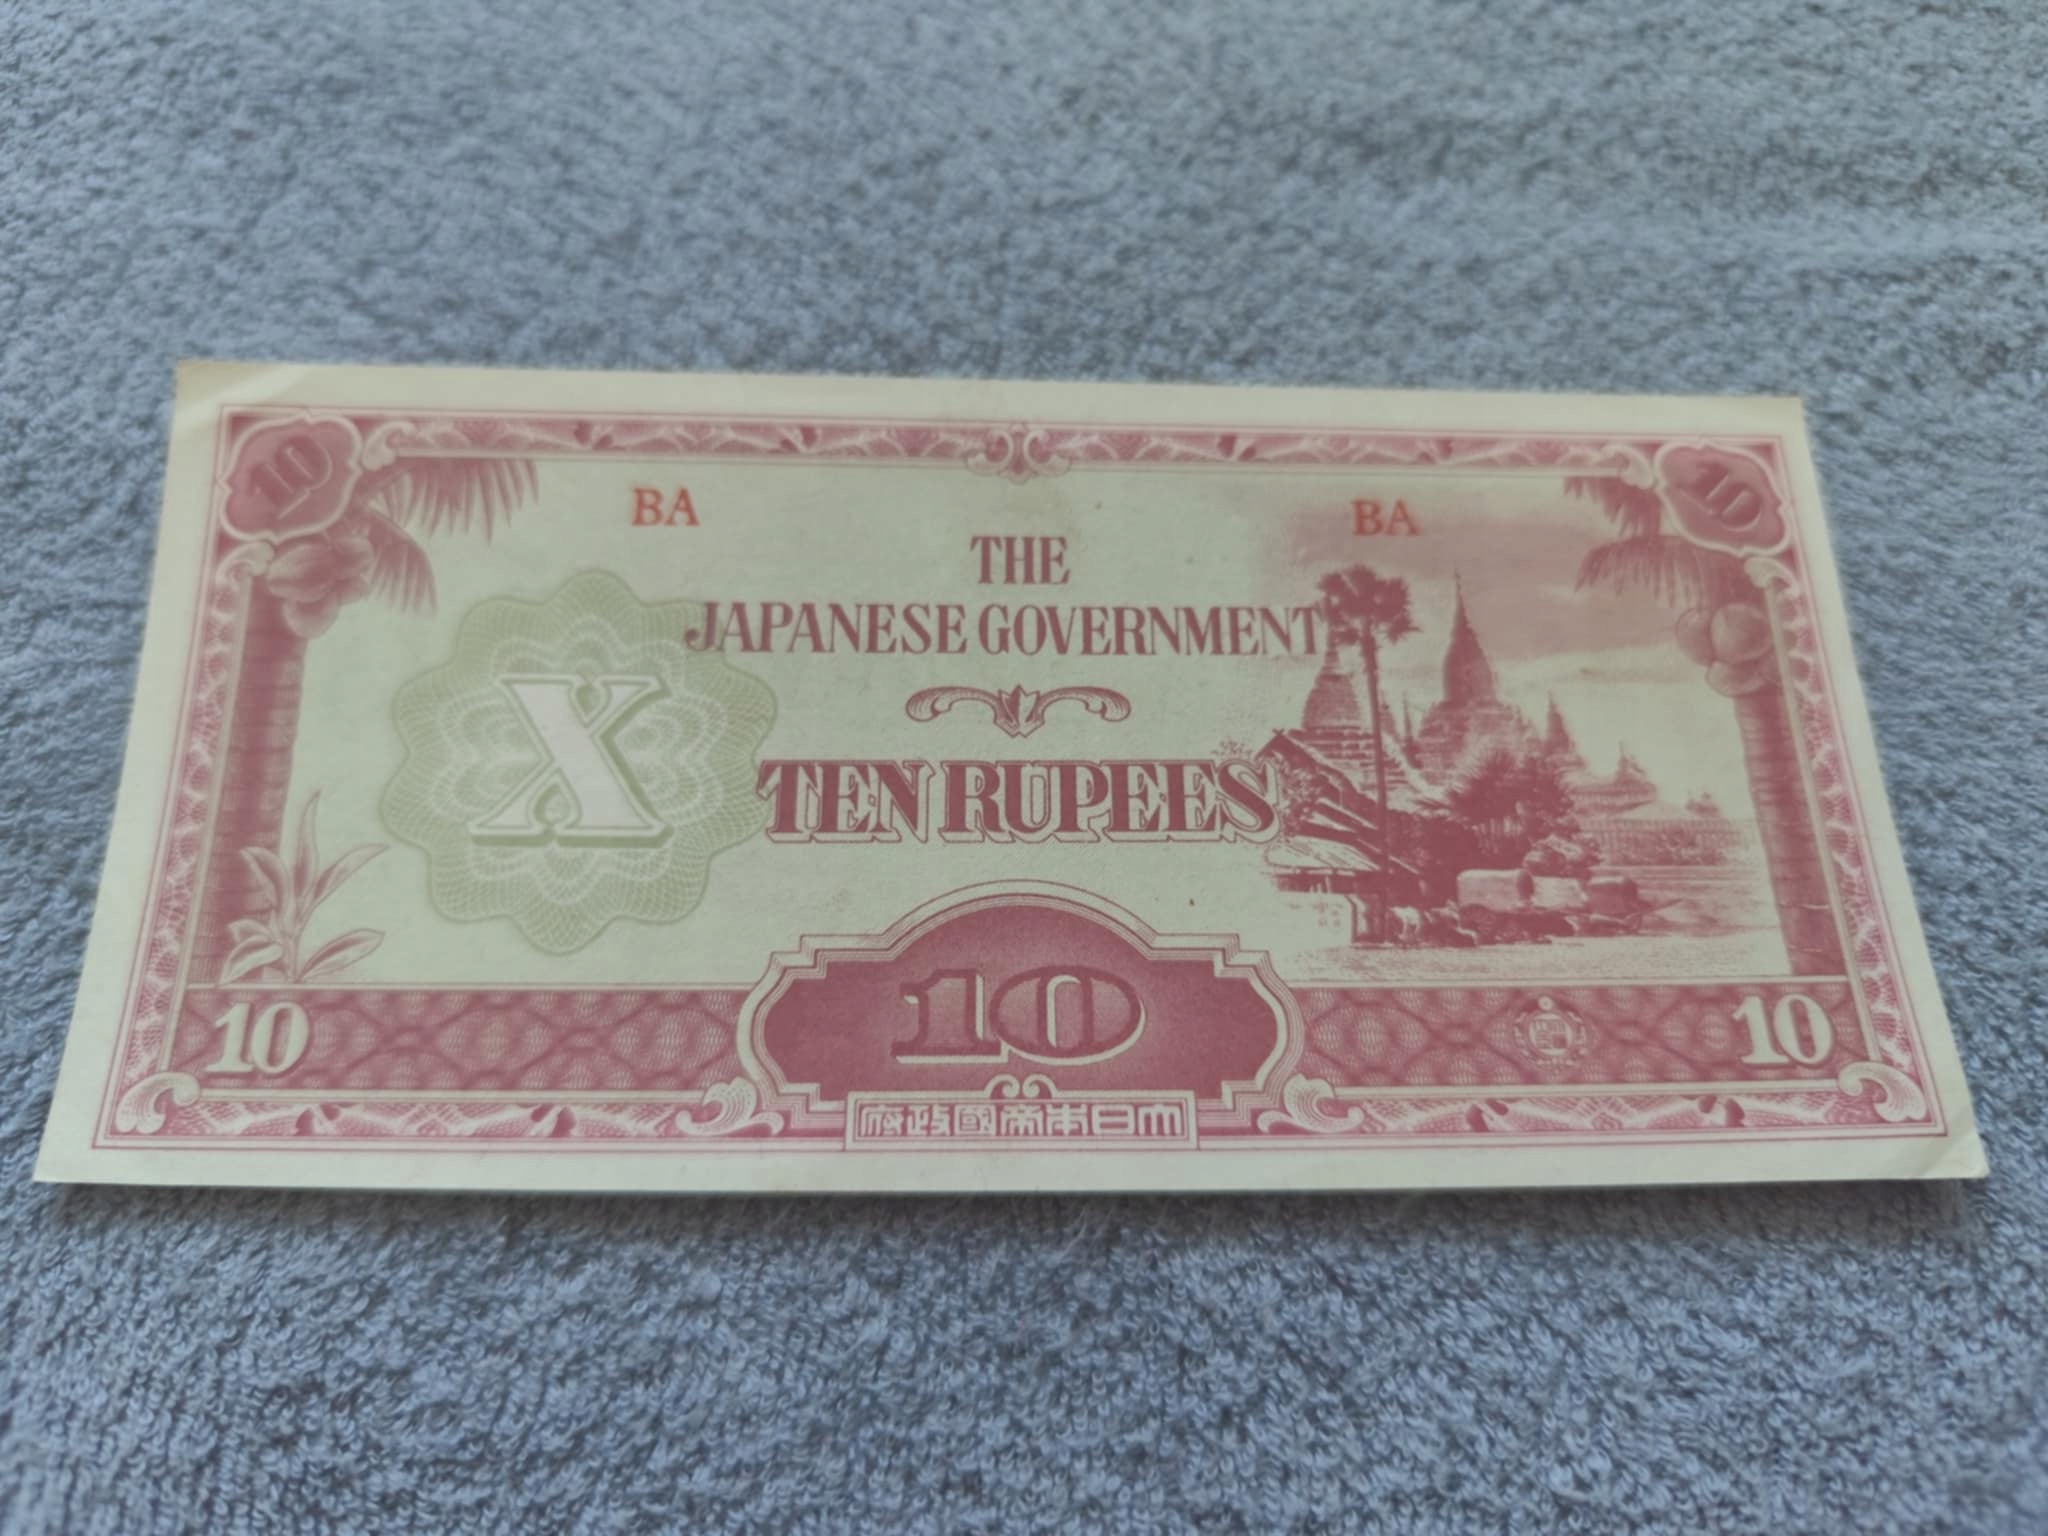 10
10
BA
BA
THE
JAPANESE GOVERNMENT
X
TEN RUPEES
10
10
10
府政國帝本日大